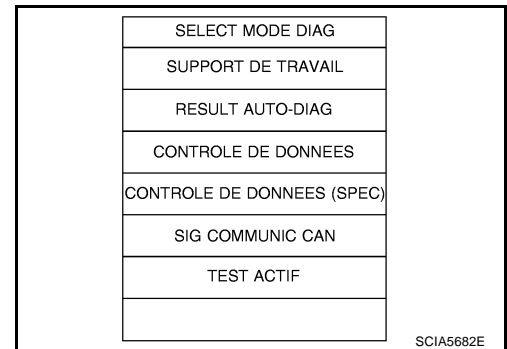 SELECT MODE DIAG
SUPPORT DE TRAVAIL
RESULT AUTO-DIAG
CONTROLE DE DONNEES
CONTROLE DE DONNEES (SPEC)
SIG COMMUNIC CAN
TEST ACTIF
SCIA5682E